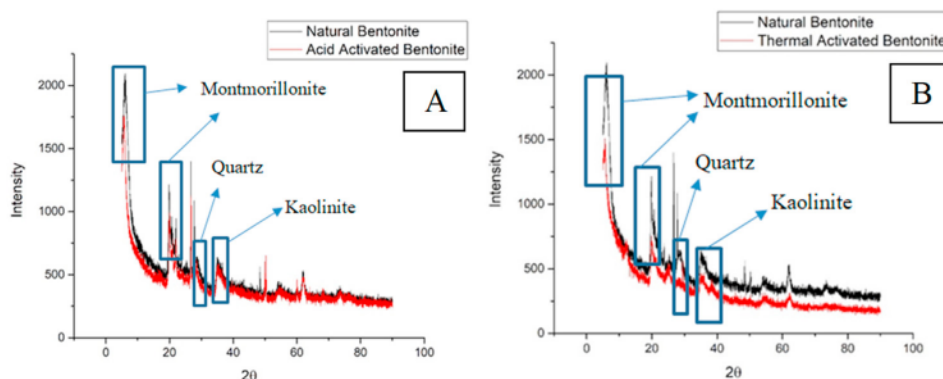 Natural Bentonite
Acid Activated Bentonite
A
Montmorillonite
Quartz
Kaolinite
Intensity
2000
1500
1000
500
0
0
20
40
60
80
100
2θ
Natural Bentonite
Thermal Activated Bentonite
B
Montmorillonite
Quartz
Kaolinite
Intensity
2000
1500
1000
500
0
0
20
40
60
80
100
2θ